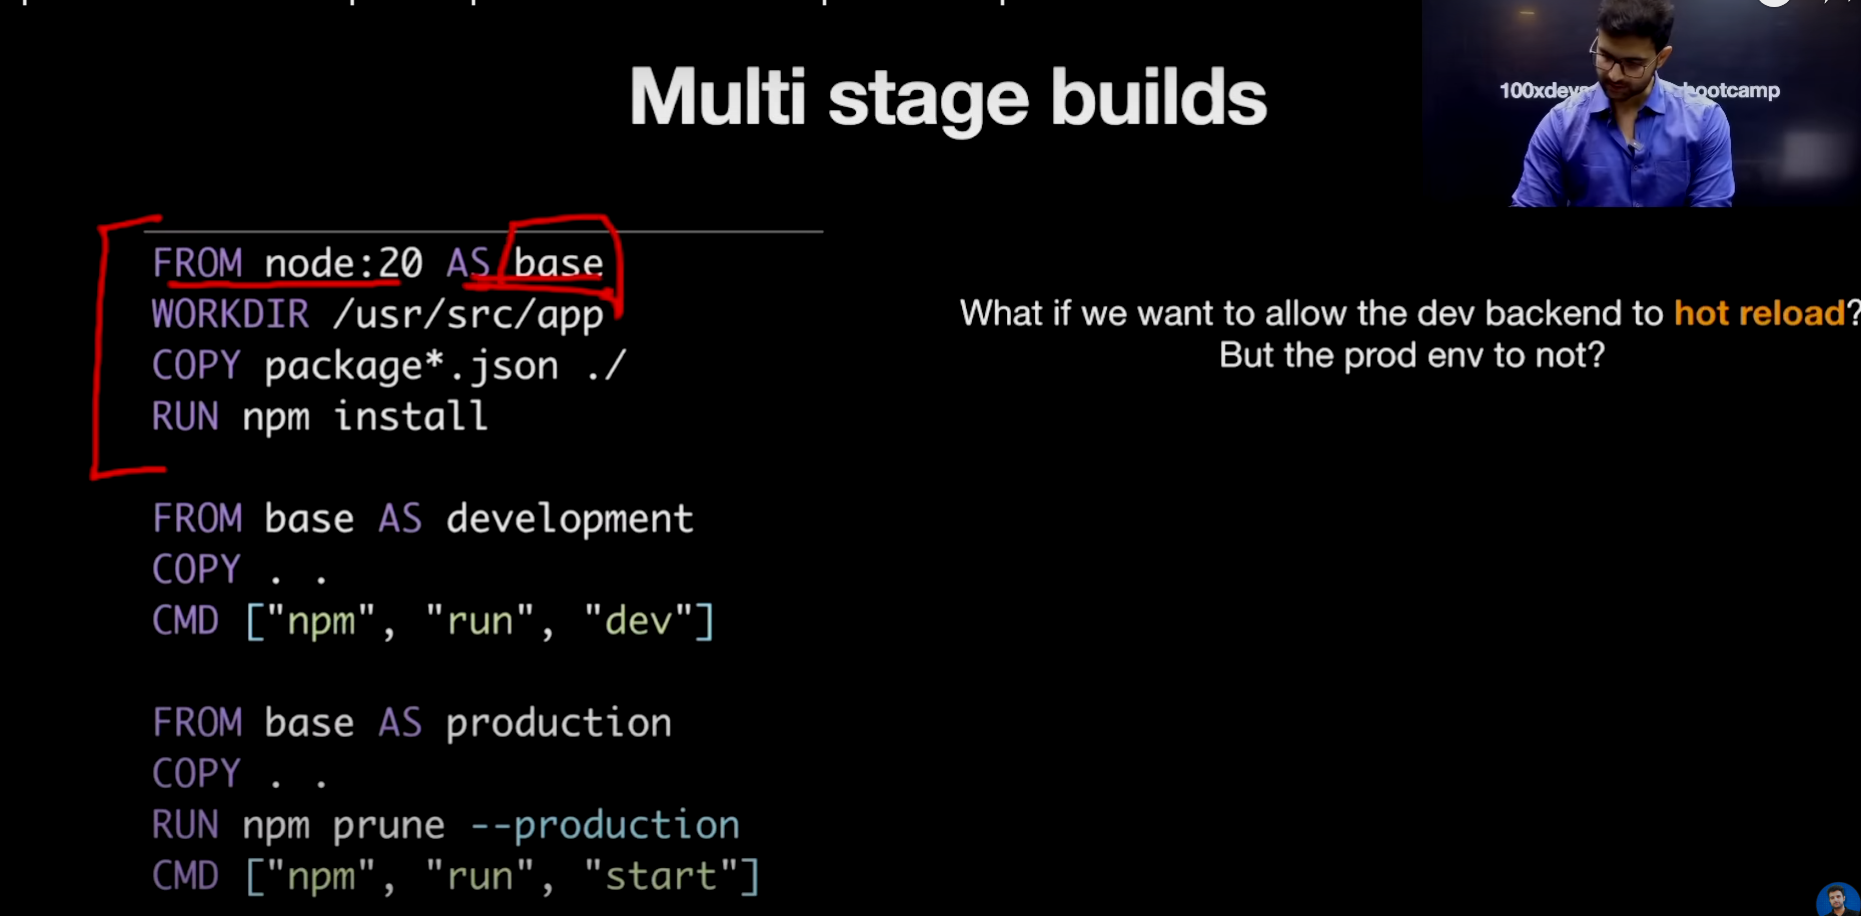 Multi stage builds
100xdevs bootcamp
FROM node:20 AS base
WORKDIR /usr/src/app
COPY package*.json ./
RUN npm install
FROM base AS development
COPY . .
CMD ["npm", "run", "dev"]
FROM base AS production
COPY . .
RUN npm prune --production
CMD ["npm", "run", "start"]
What if we want to allow the dev backend to hot reload?
But the prod env to not?